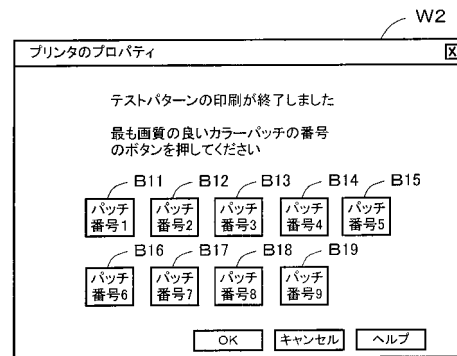 W2
プリンタのプロパティ X
テストパターンの印刷が終了しました
最も画質の良いカラーパッチの番号
のボタンを押してください
B11 B12 B13 B14 B15
パッチ番号1 パッチ番号2 パッチ番号3 パッチ番号4 パッチ番号5
B16 B17 B18 B19
パッチ番号6 パッチ番号7 パッチ番号8 パッチ番号9
OK キャンセル ヘルプ